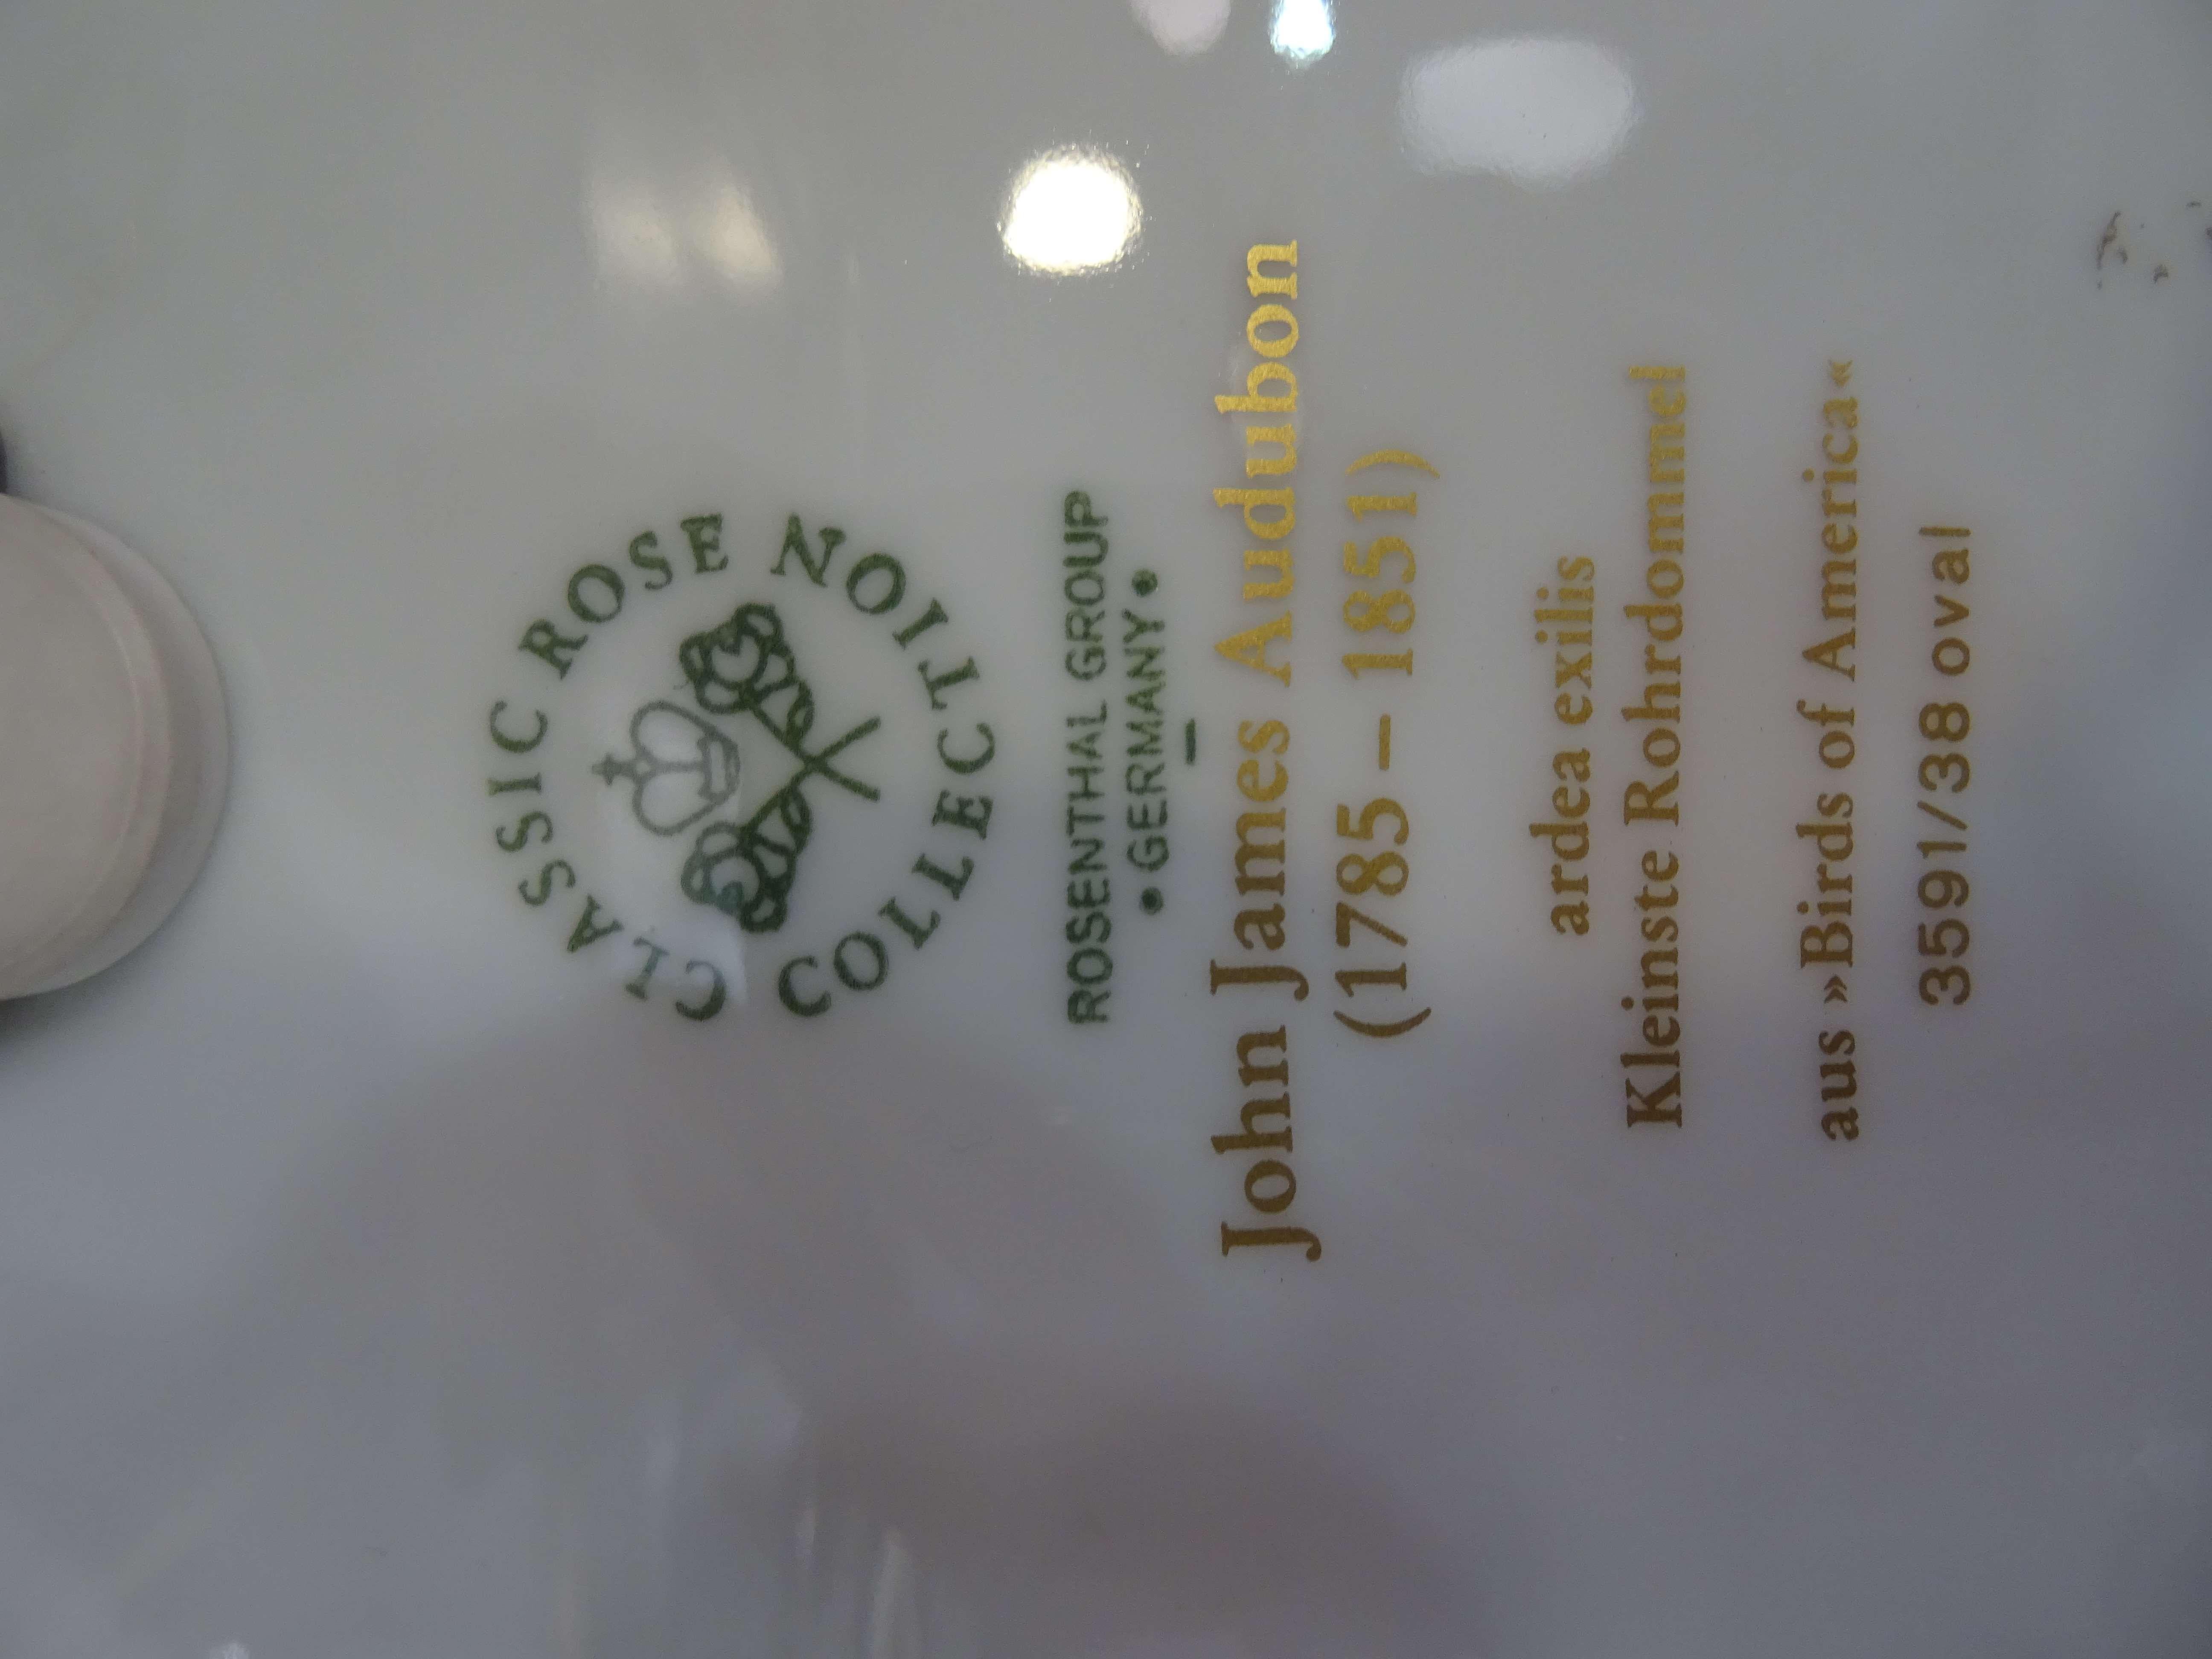 CLASSIC ROSE
COLLECTION
ROSENTHAL GROUP
• GERMANY •
John James Audubon
(1785 – 1851)
ardea exilis
Kleinste Rohrdommel
aus »Birds of America«
3591/38 oval